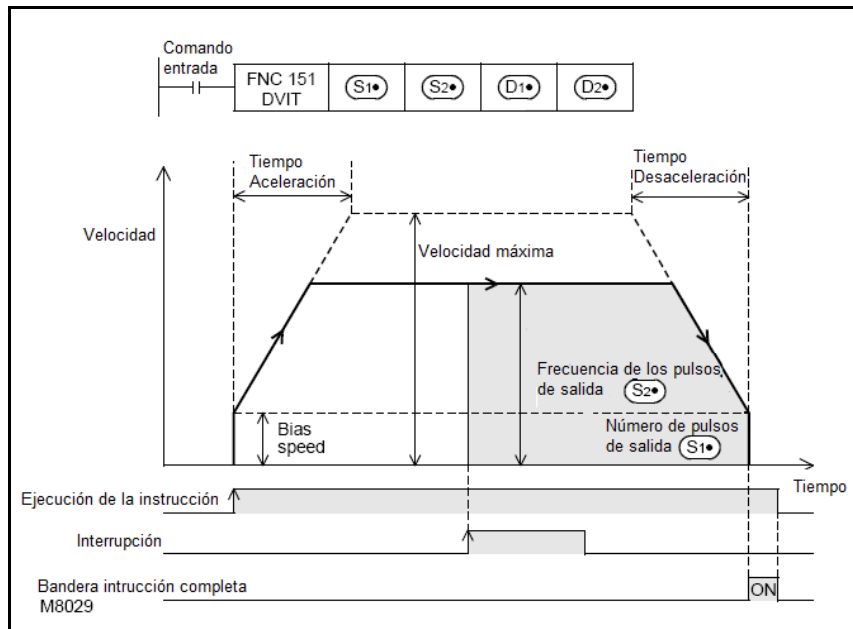 Comando
entrada
FNC 151
DVIT
S1•
S2•
D1•
D2•
Tiempo
Aceleración
Tiempo
Desaceleración
Velocidad
Velocidad máxima
Frecuencia de los pulsos
de salida S2•
Bias
speed
Número de pulsos
de salida S1•
Tiempo
Ejecución de la instrucción
Interrupción
Bandera intrucción completa
M8029
ON